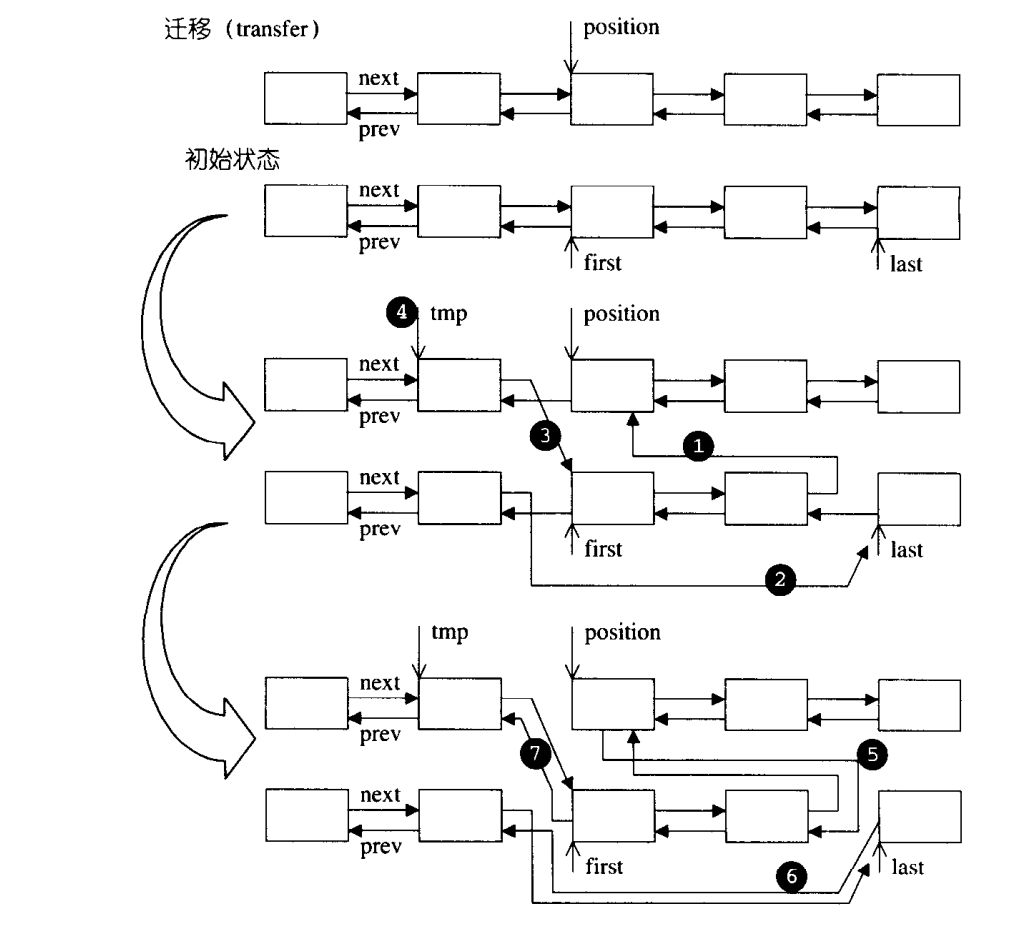 迁移 (transfer)
position
next
prev
初始状态
next
prev
first
last
4 tmp
position
next
prev
3
1
next
prev
first
last
2
tmp
position
next
prev
7
5
next
prev
first
last
6